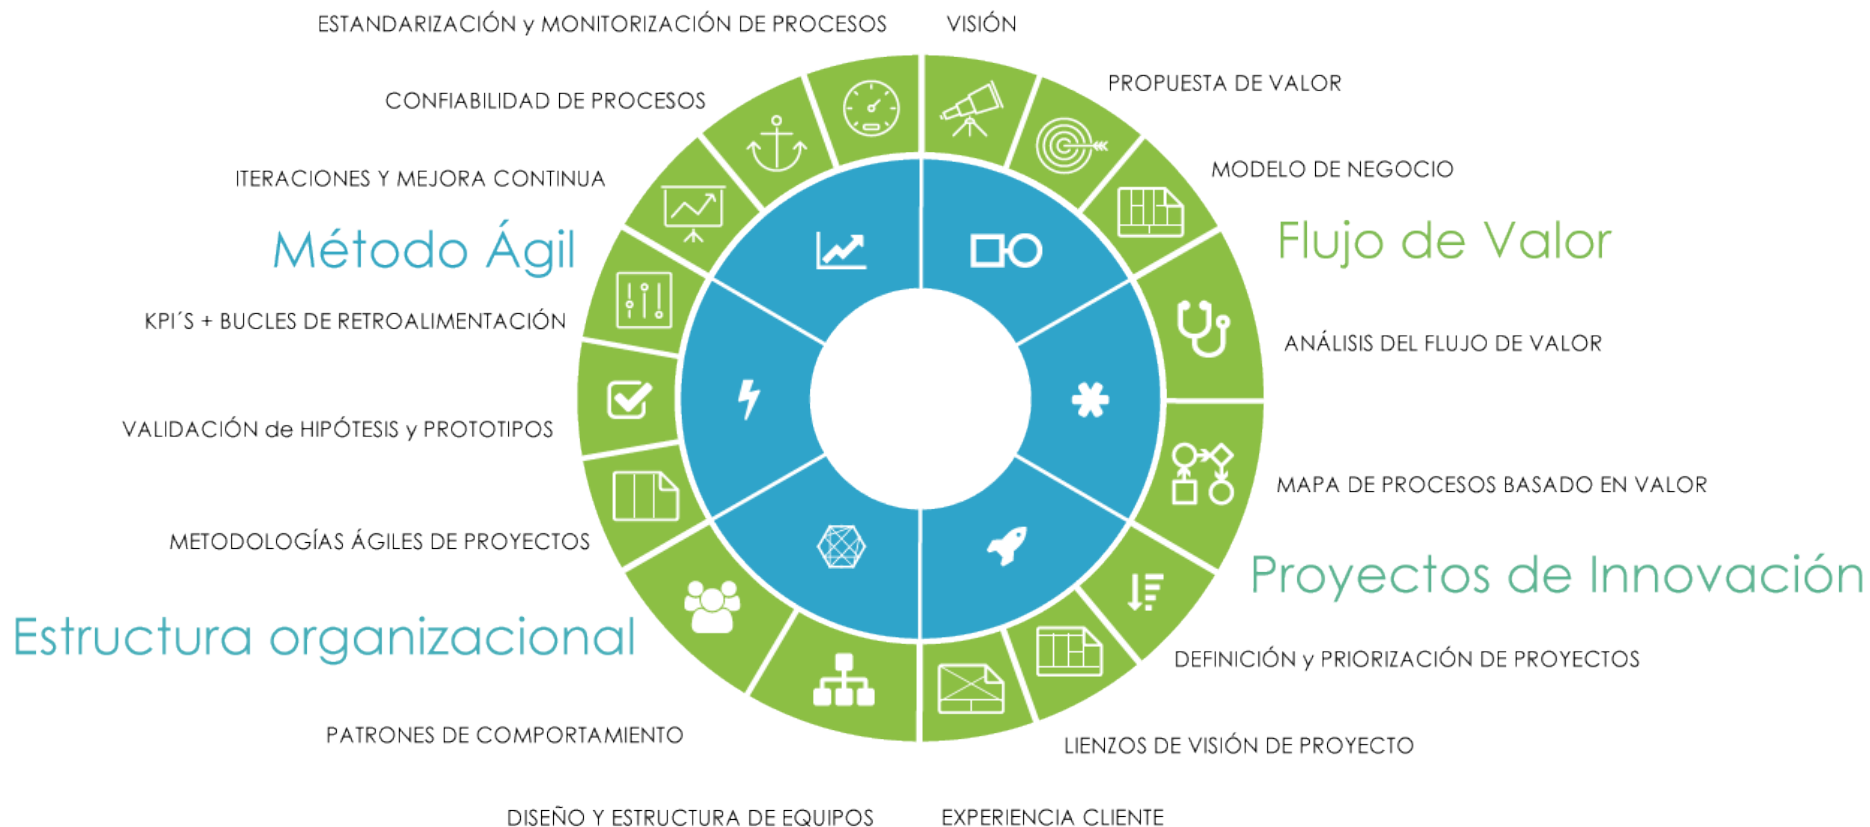 ESTANDARIZACIÓN y MONITORIZACIÓN DE PROCESOS
VISIÓN
CONFIABILIDAD DE PROCESOS
PROPUESTA DE VALOR
ITERACIONES Y MEJORA CONTINUA
MODELO DE NEGOCIO
Método Ágil
Flujo de Valor
KPI´S + BUCLES DE RETROALIMENTACIÓN
ANÁLISIS DEL FLUJO DE VALOR
VALIDACIÓN de HIPÓTESIS y PROTOTIPOS
MAPA DE PROCESOS BASADO EN VALOR
METODOLOGÍAS ÁGILES DE PROYECTOS
Proyectos de Innovación
Estructura organizacional
DEFINICIÓN y PRIORIZACIÓN DE PROYECTOS
PATRONES DE COMPORTAMIENTO
LIENZOS DE VISIÓN DE PROYECTO
DISEÑO Y ESTRUCTURA DE EQUIPOS
EXPERIENCIA CLIENTE